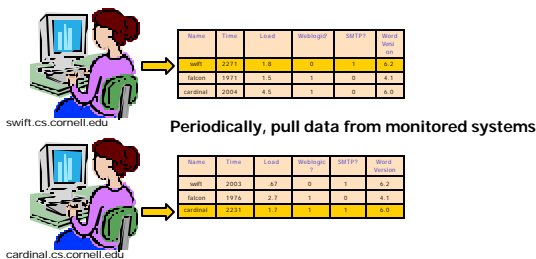 Name Time Load Weblogic? SMTP? Word Versi on
swift 2271 1.8 0 1 6.2
falcon 1971 1.5 1 0 4.1
cardinal 2004 4.5 1 0 6.0
swift.cs.cornell.edu
Periodically, pull data from monitored systems
Name Time Load Weblogic ? SMTP? Word Version
swift 2003 .67 0 1 6.2
falcon 1976 2.7 1 0 4.1
cardinal 2231 1.7 1 1 6.0
cardinal.cs.cornell.edu